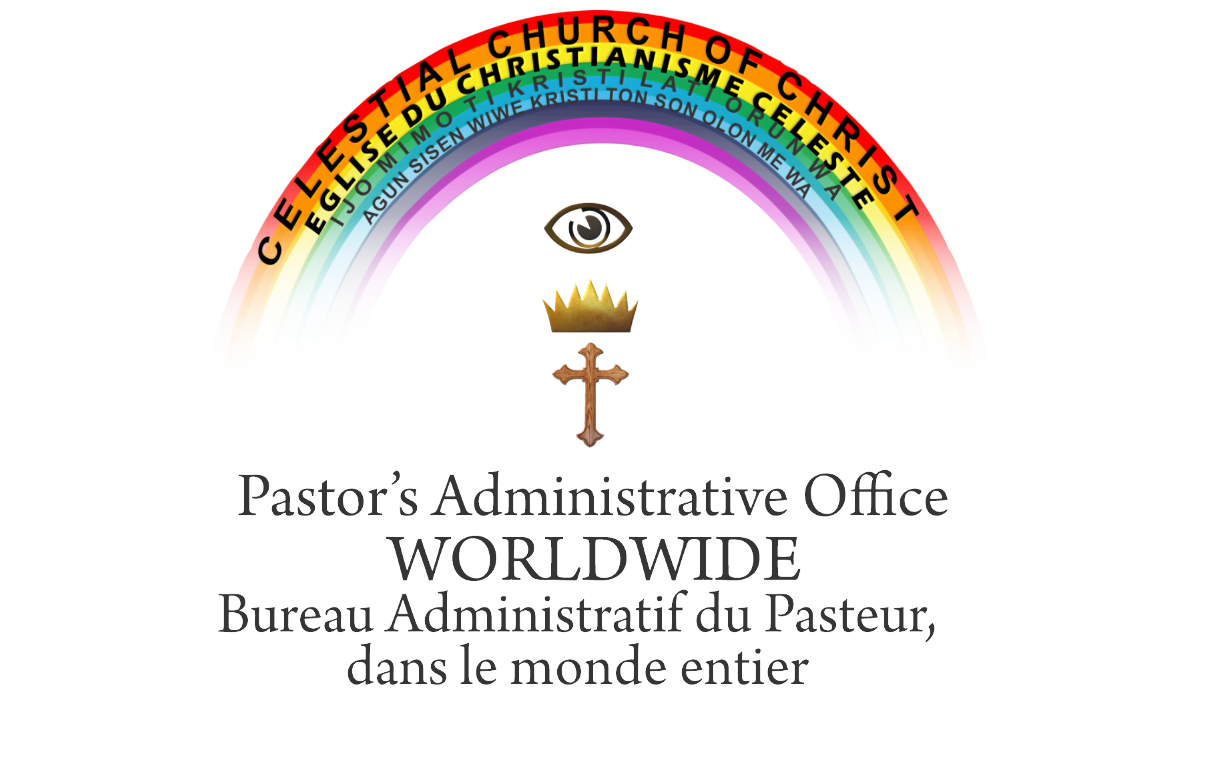 CELESTIAL CHURCH OF CHRIST
EGLISE DU CHRISTIANISME CELESTE
IJO MIMO TI KRISTI LATI ORUN WA
AGUN SISEN WIWE KRISTI TON SON OLON ME WA
Pastor's Administrative Office
WORLDWIDE
Bureau Administratif du Pasteur,
dans le monde entier